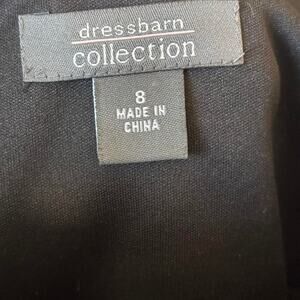 dressbarn
collection
8
MADE IN
CHINA